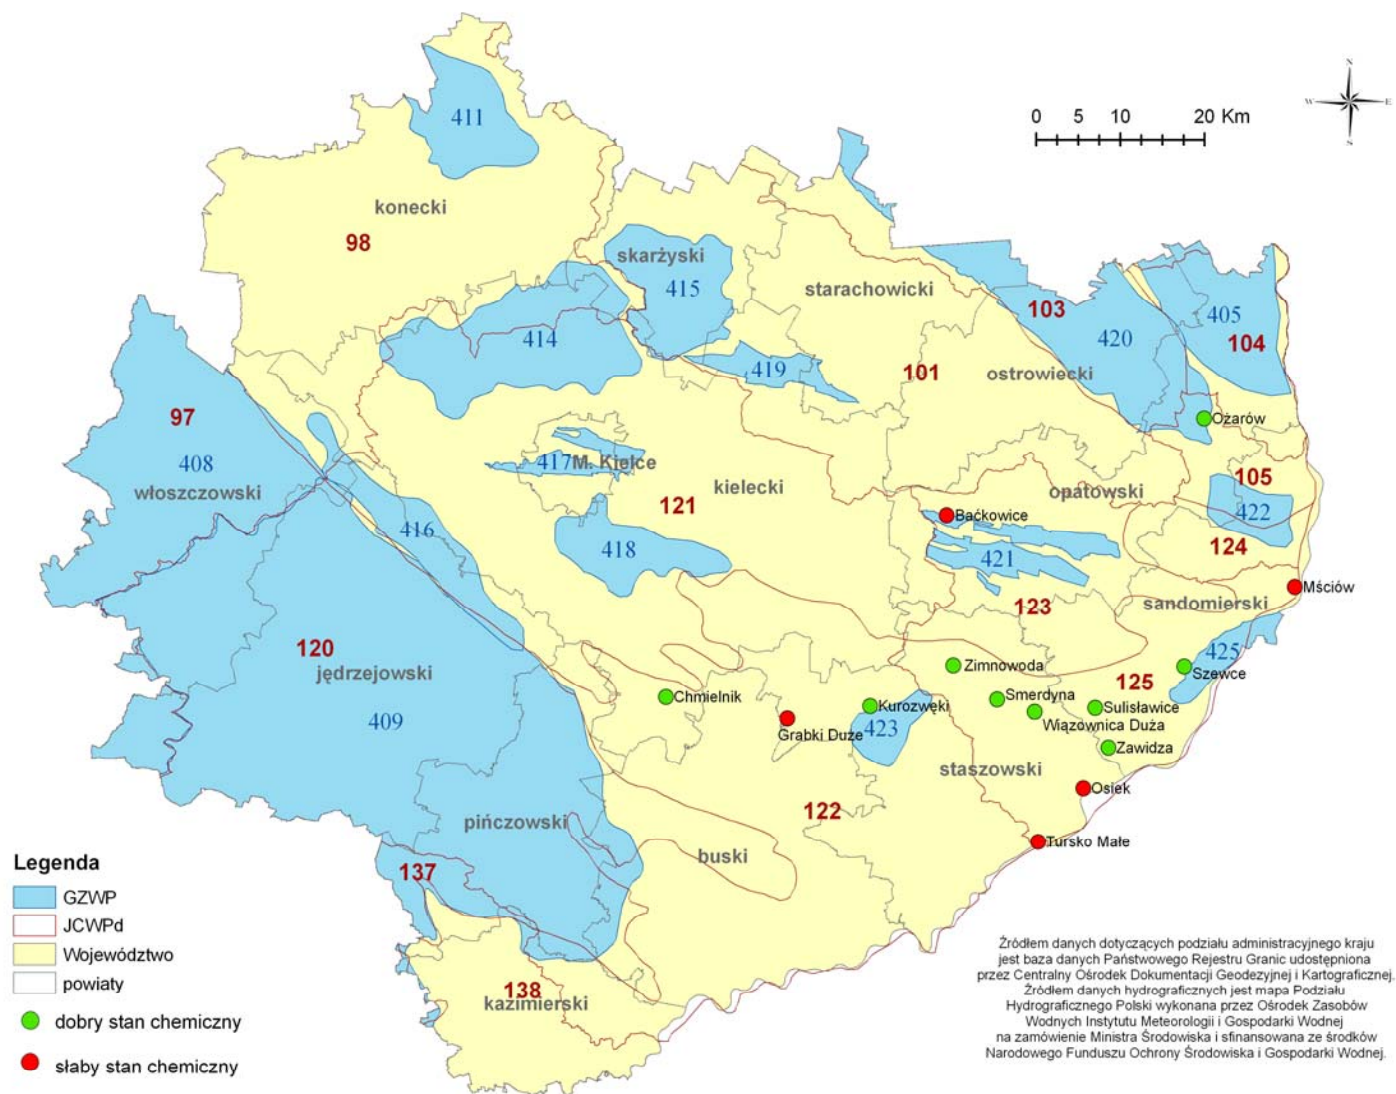 N
W
E
S
0 5 10 20 Km
411
konecki
98
skarżyski
415
starachowicki
103
405
420
104
414
419
101
ostrowiecki
97
408
włoszczowski
Ożarów
417
M. Kielce
kielecki
121
opatowski
105
422
416
418
Baćkowice
421
124
123
Mściów
sandomierski
120
jędrzejowski
409
425
Zimnowoda
Szewce
125
Chmielnik
Smerdyna
Kurozwęki
Sulisławice
Wiązownica Duża
Grabki Duże
423
Zawidza
staszowski
Osiek
122
pińczowski
Tursko Małe
buski
137
138
kazimierski
Legenda
GZWP
JCWPd
Województwo
powiaty
dobry stan chemiczny
słaby stan chemiczny
Źródłem danych dotyczących podziału administracyjnego kraju
jest baza danych Państwowego Rejestru Granic udostępniona
przez Centralny Ośrodek Dokumentacji Geodezyjnej i Kartograficznej.
Źródłem danych hydrograficznych jest mapa Podziału
Hydrograficznego Polski wykonana przez Ośrodek Zasobów
Wodnych Instytutu Meteorologii i Gospodarki Wodnej
na zamówienie Ministra Środowiska i sfinansowana ze środków
Narodowego Funduszu Ochrony Środowiska i Gospodarki Wodnej.